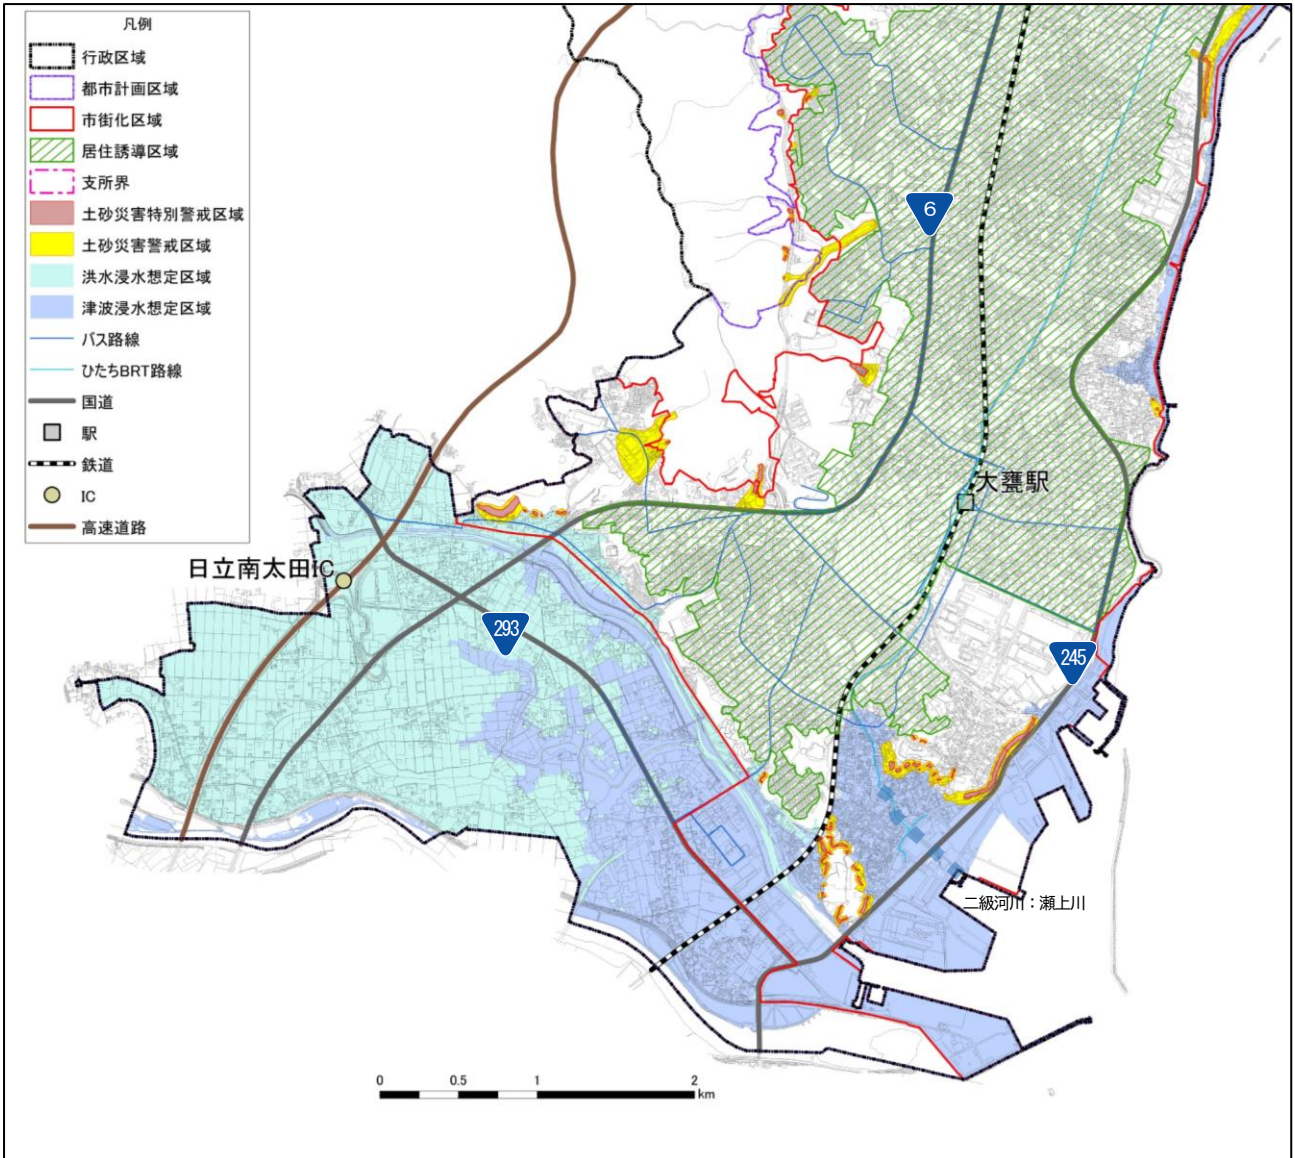 凡例
行政区域
都市計画区域
市街化区域
居住誘導区域
支所界
土砂災害特別警戒区域
土砂災害警戒区域
洪水浸水想定区域
津波浸水想定区域
バス路線
ひたちBRT路線
国道
駅
鉄道
IC
高速道路
6
大甕駅
日立南太田IC
293
245
二級河川:瀬上川
0 0.5 1 2
km